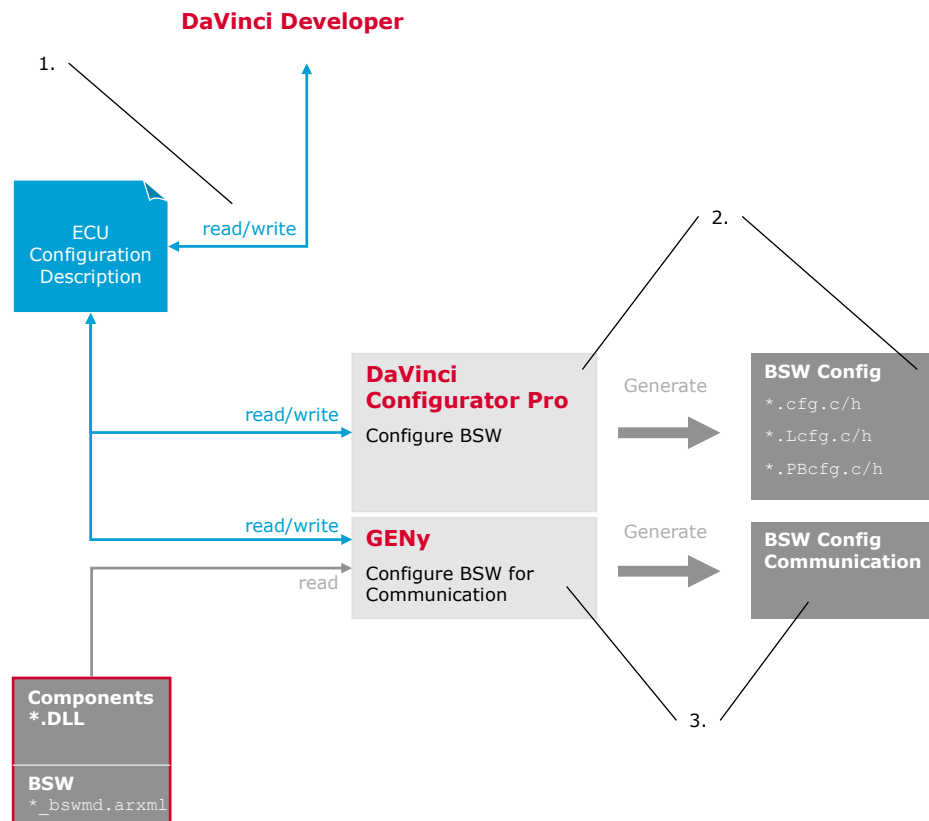 DaVinci Developer
1.
ECU
Configuration
Description
read/write
2.
read/write
DaVinci
Configurator Pro
Configure BSW
Generate
BSW Config
*.cfg.c/h
*.Lcfg.c/h
*.PBcfg.c/h
read/write
read
GENy
Configure BSW for
Communication
Generate
BSW Config
Communication
3.
Components
*.DLL
BSW
*_bswmd.arxml